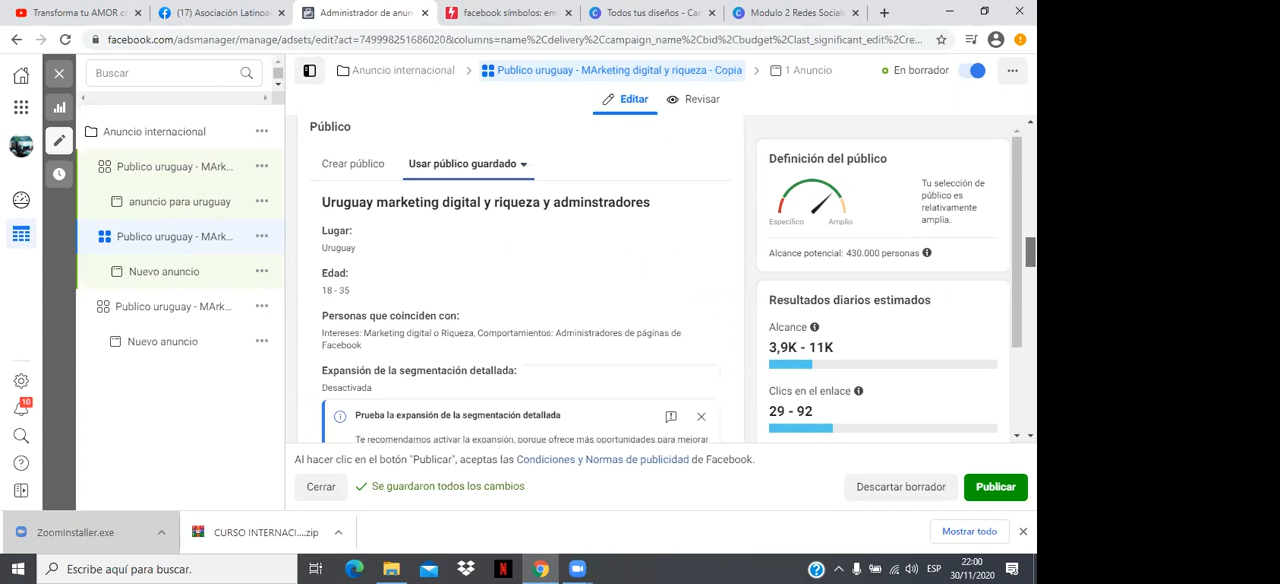 Transforma tu AMOR c
(17) Asociación Latinoar
Administrador de anun
facebook símbolos: em
Todos tus diseños - Can
Modulo 2 Redes Sociale
facebook.com/adsmanager/manage/adsets/edit?act=749998251686020&columns=name%2Cdelivery%2Ccampaign_name%2Cbid%2Cbudget%2Clast_significant_edit%2Cre...
Buscar
Anuncio internacional
Publico uruguay - MArketing digital y riqueza - Copia
1 Anuncio
En borrador
Editar
Revisar
Anuncio internacional
Publico uruguay - MArk...
anuncio para uruguay
Publico uruguay - MArk...
Nuevo anuncio
Publico uruguay - MArk...
Nuevo anuncio
10
Público
Crear público
Usar público guardado
Uruguay marketing digital y riqueza y adminstradores
Lugar:
Uruguay
Edad:
18 - 35
Personas que coinciden con:
Intereses: Marketing digital o Riqueza, Comportamientos: Administradores de páginas de
Facebook
Expansión de la segmentación detallada:
Desactivada
Prueba la expansión de la segmentación detallada
Te recomendamos activar la expansión, porque ofrece más oportunidades para mejorar
Definición del público
Específico
Amplio
Tu selección de
público es
relativamente
amplia.
Alcance potencial: 430.000 personas
Resultados diarios estimados
Alcance
3,9K - 11K
Clics en el enlace
29 - 92
Al hacer clic en el botón "Publicar", aceptas las Condiciones y Normas de publicidad de Facebook.
Cerrar
Se guardaron todos los cambios
Descartar borrador
Publicar
ZoomInstaller.exe
CURSO INTERNACI....zip
Mostrar todo
Escribe aquí para buscar.
ESP
22:00
30/11/2020